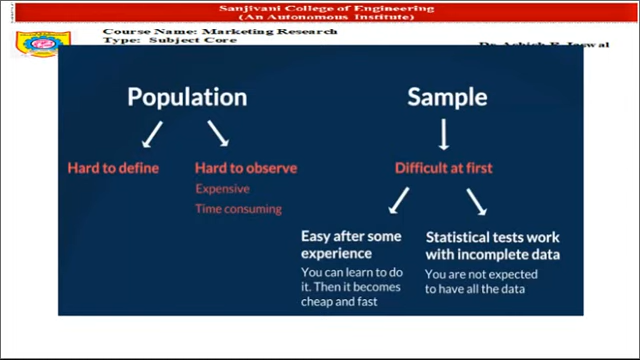 Sanjivani College of Engineering
(An Autonomous Institute)
Course Name: Marketing Research
Type: Subject Core
Population
Sample
Hard to define
Hard to observe
Expensive
Time consuming
Difficult at first
Easy after some
experience
You can learn to do
it. Then it becomes
cheap and fast
Statistical tests work
with incomplete data
You are not expected
to have all the data